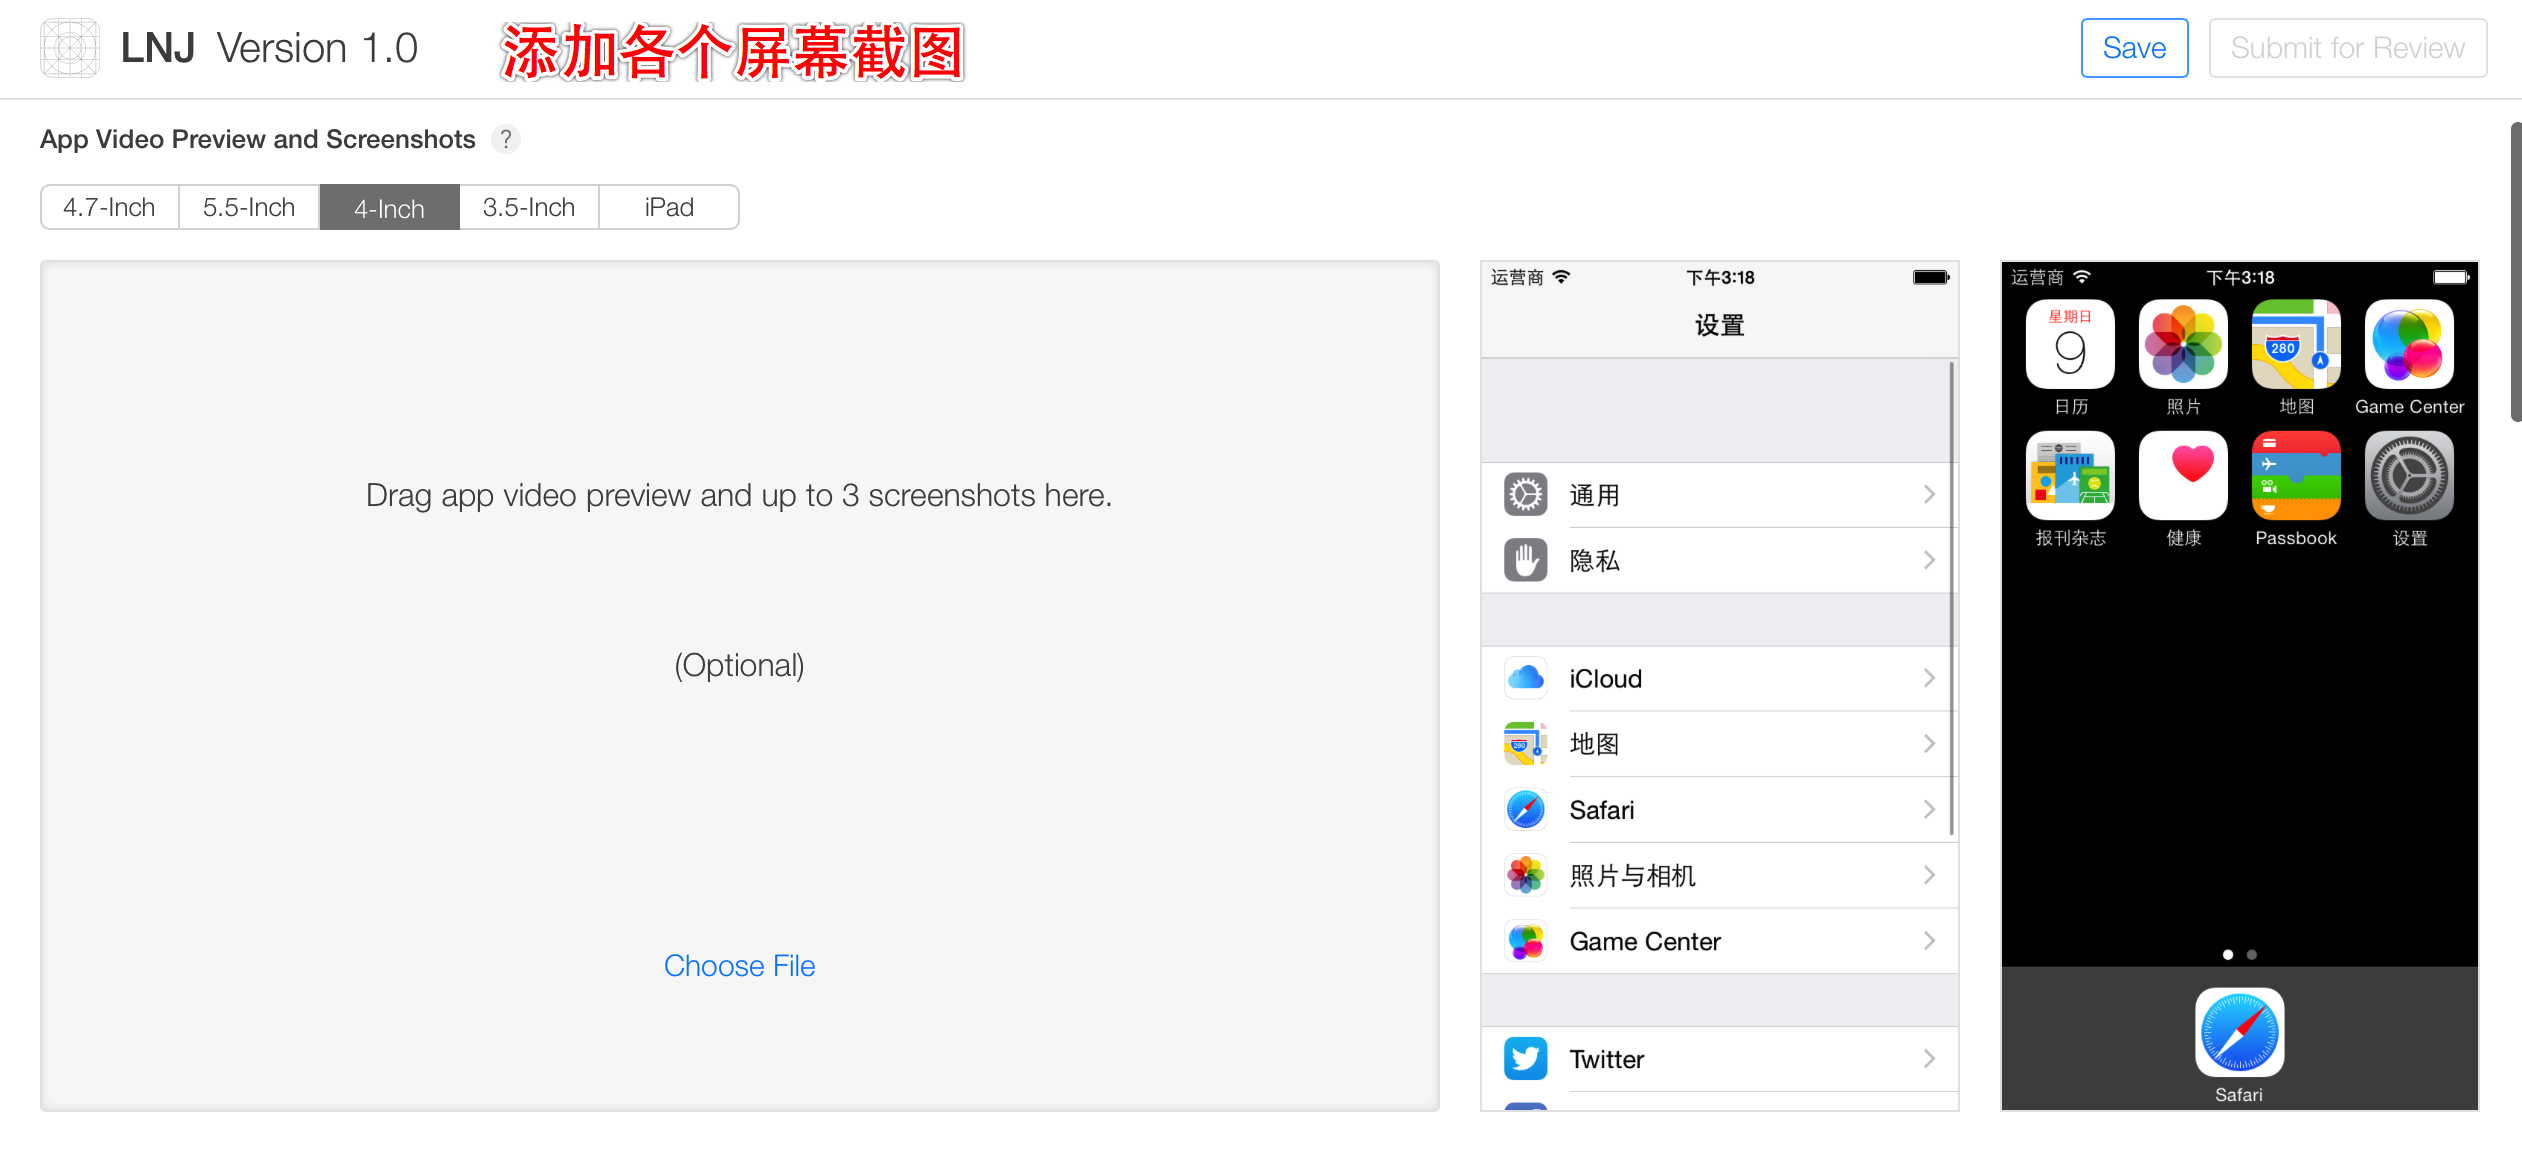 LNJ Version 1.0
添加各个屏幕截图
Save
Submit for Review
App Video Preview and Screenshots ?
4.7-Inch
5.5-Inch
4-Inch
3.5-Inch
iPad
Drag app video preview and up to 3 screenshots here.
(Optional)
Choose File
运营商
下午3:18
设置
通用
隐私
iCloud
280
地图
Safari
照片与相机
Game Center
Twitter
运营商
下午3:18
星期日
9
280
日历
照片
地图
Game Center
报刊杂志
健康
Passbook
设置
Safari